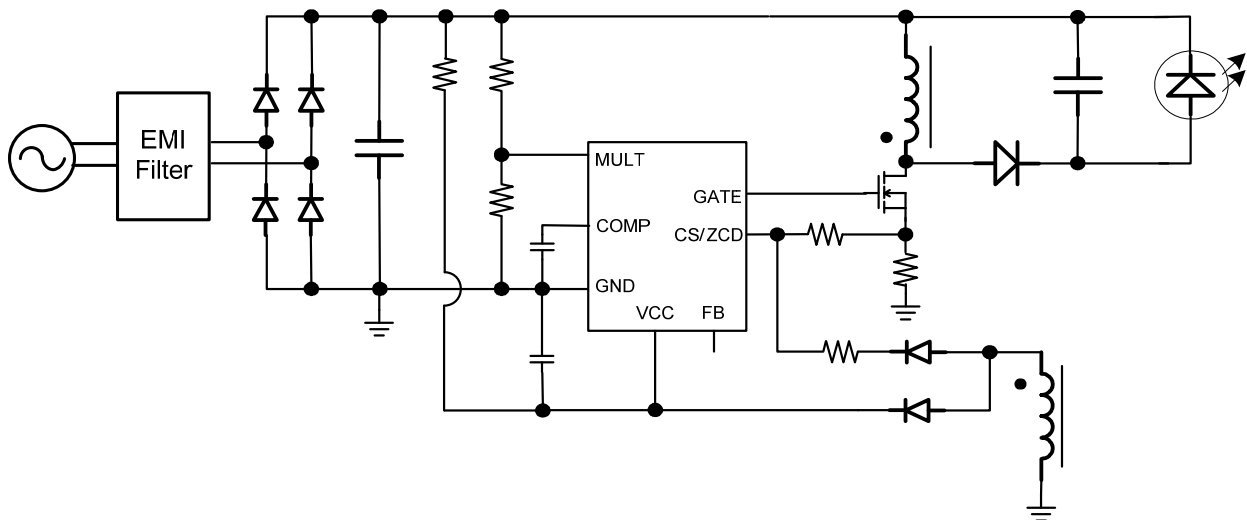 EMI
Filter
MULT
GATE
COMP
CS/ZCD
GND
VCC
FB